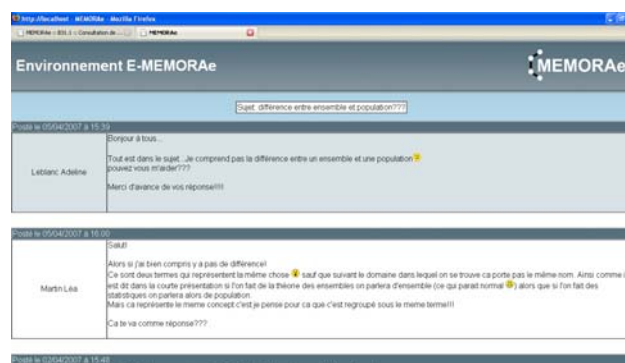 http://localhost - MEMORAe - Mozilla Firefox
MEMORAe :: B31.1 :: Consultation de ...
MEMORAe
Environnement E-MEMORAe
MEMORAe
Sujet: différence entre ensemble et population???
Posté le 05/04/2007 à 15:39
Bonjour à tous...
Tout est dans le sujet...Je comprend pas la différence entre un ensemble et une population
pouvez vous m'aider???
Leblanc Adeline
Merci d'avance de vos réponse!!!!
Posté le 05/04/2007 à 16:00
Salut!
Alors si j'ai bien compris y a pas de différence!
Ce sont deux termes qui représentent la même chose sauf que suivant le domaine dans lequel on se trouve ca porte pas le même nom. Ainsi comme
Martin Léa
est dit dans la courte présentation si l'on fait de la théorie des ensembles on parlera d'ensemble (ce qui parait normal) alors que si l'on fait des
statistiques on parlera alors de population.
Mais ca représente le meme concept c'est je pense pour ca que c'est regroupé sous le meme terme!!!
Ca te va comme réponse???
Posté le 02/04/2007 à 15:48